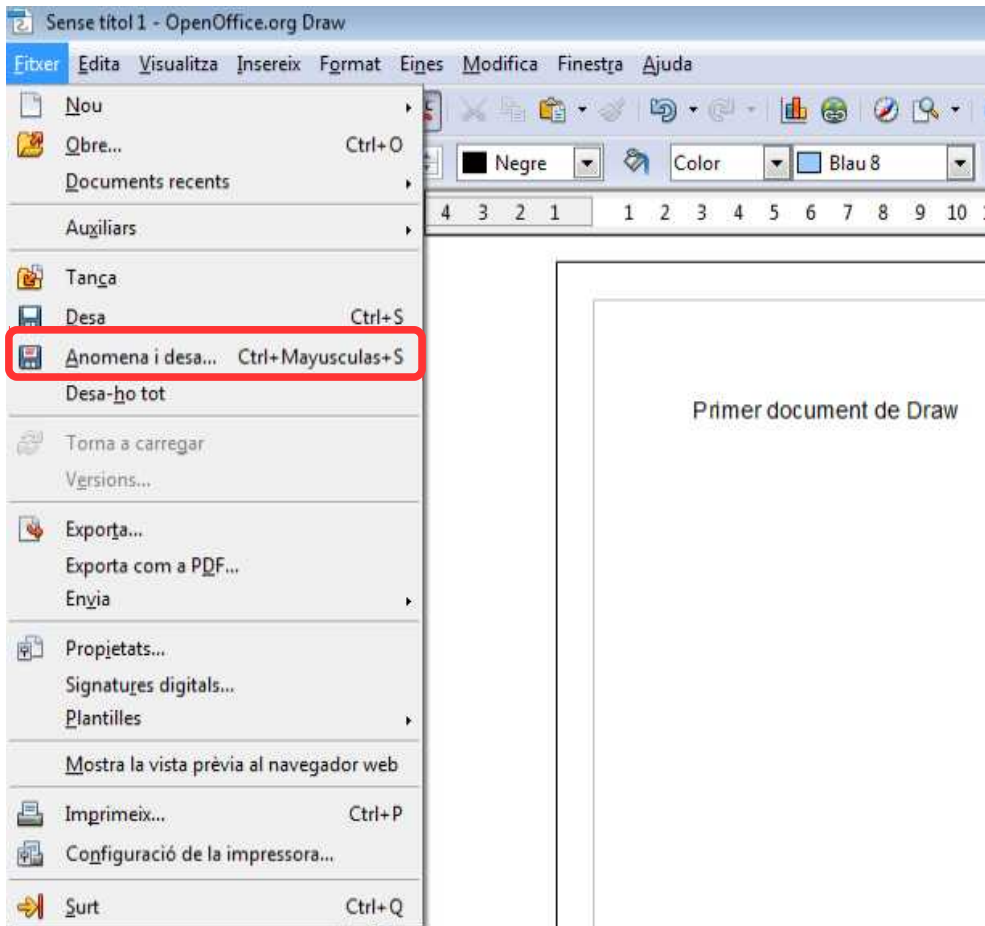 Sense títol 1 - OpenOffice.org Draw
Fitxer Edita Visualitza Insereix Format Eines Modifica Finestra Ajuda
Nou
Obre... Ctrl+O
Negre Color Blau 8
Documents recents
4 3 2 1 1 2 3 4 5 6 7 8 9 10
Auxiliars
Tanca
Desa Ctrl+S
Anomena i desa... Ctrl+Mayusculas+S
Desa-ho tot
Primer document de Draw
Torna a carregar
Versions...
Exporta...
Exporta com a PDF...
Envia
Propietats...
Signatures digitals...
Plantilles
Mostra la vista prèvia al navegador web
Imprimeix... Ctrl+P
Configuració de la impressora...
Surt Ctrl+Q